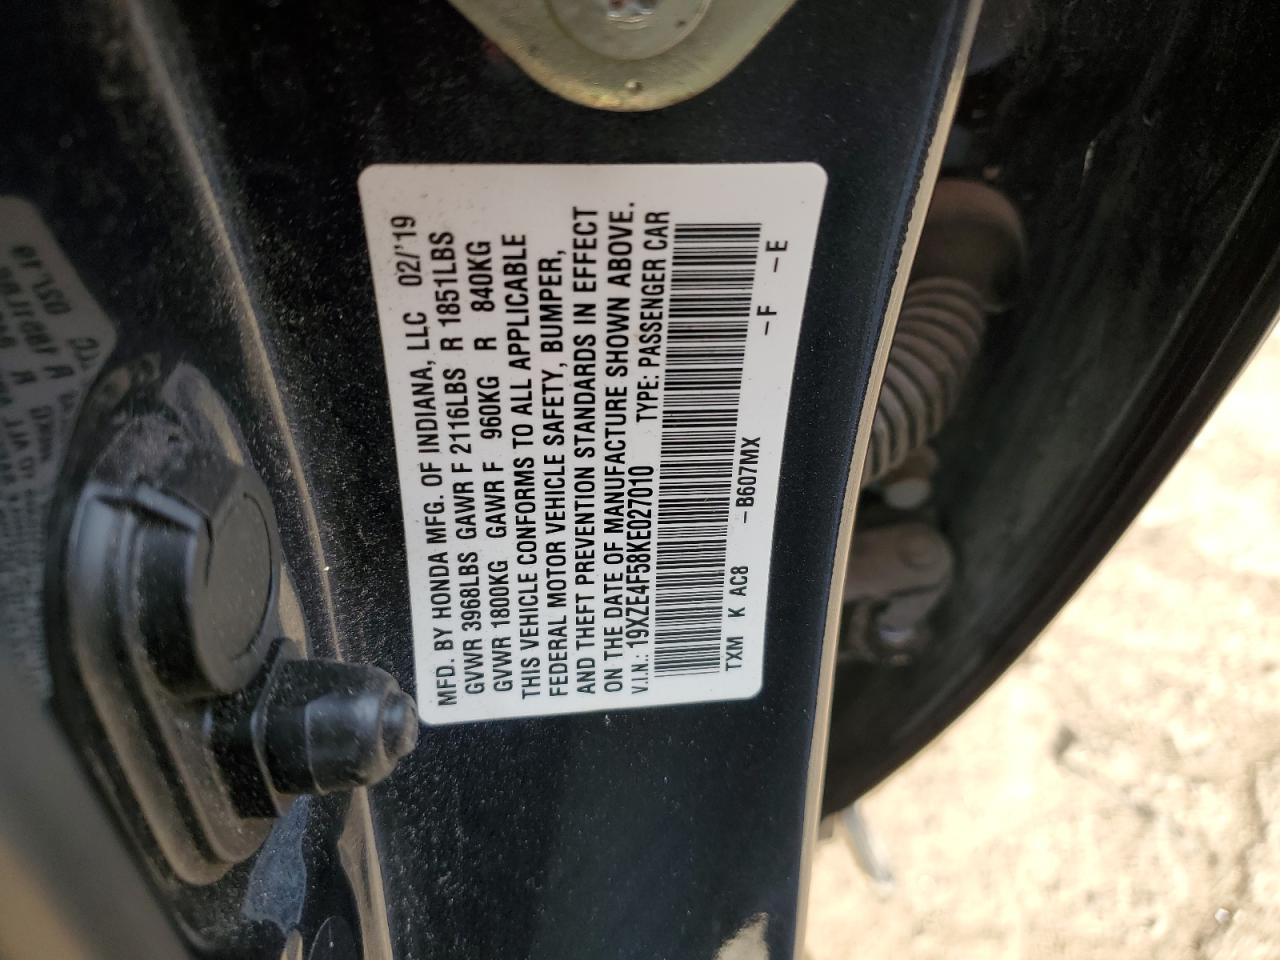 MFD. BY HONDA MFG. OF INDIANA, LLC 02/'19
GVWR 3968LBS GAWR F 2116LBS R 1851LBS
GVWR 1800KG GAWR F 960KG R 840KG
THIS VEHICLE CONFORMS TO ALL APPLICABLE
FEDERAL MOTOR VEHICLE SAFETY, BUMPER,
AND THEFT PREVENTION STANDARDS IN EFFECT
ON THE DATE OF MANUFACTURE SHOWN ABOVE.
V.I.N.: 19XZE4F58KE027010 TYPE: PASSENGER CAR
TXM K AC8 -B607MX -F -E